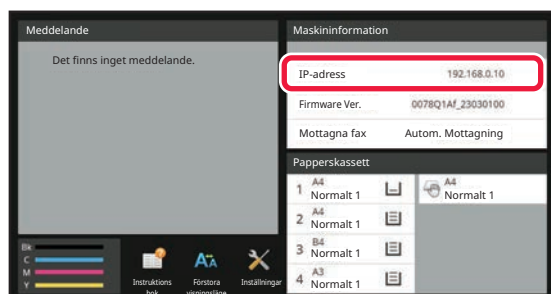 Meddelande
Det finns inget meddelande.
Maskininformation
IP-adress 192.168.0.10
Firmware Ver. 0078Q1Af_23030100
Mottagna fax Autom. Mottagning
Papperskassett
1 A4 Normalt 1
A4 Normalt 1
2 A4 Normalt 1
3 B4 Normalt 1
4 A3 Normalt 1
Bk
C
M
Y
Instruktions
bok
Förstora
visningsläge
Inställningar